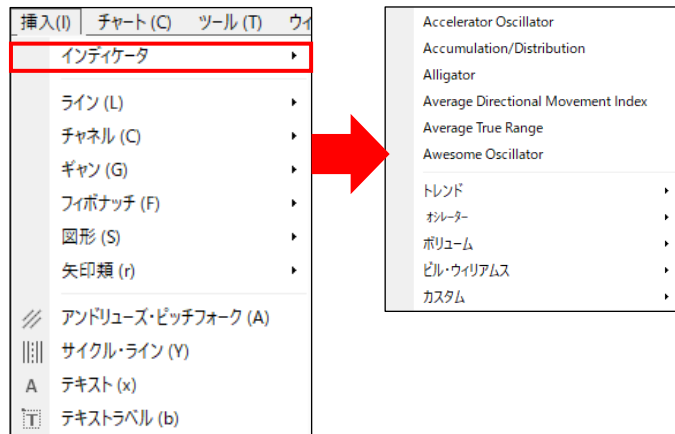 挿入(I) チャート (C) ツール (T) ウィ
インディケータ
ライン (L)
チャネル (C)
ギャン (G)
フィボナッチ (F)
図形 (S)
矢印類 (r)
アンドリューズ・ピッチフォーク (A)
サイクル・ライン (Y)
A テキスト (x)
T テキストラベル (b)
Accelerator Oscillator
Accumulation/Distribution
Alligator
Average Directional Movement Index
Average True Range
Awesome Oscillator
トレンド
オシレーター
ボリューム
ビル・ウィリアムス
カスタム